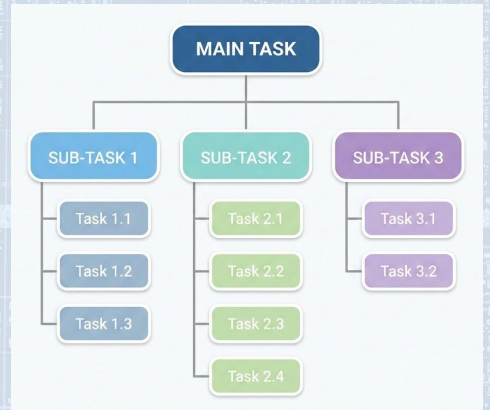 MAIN TASK
SUB-TASK 1
Task 1.1
Task 1.2
Task 1.3
SUB-TASK 2
Task 2.1
Task 2.2
Task 2.3
Task 2.4
SUB-TASK 3
Task 3.1
Task 3.2